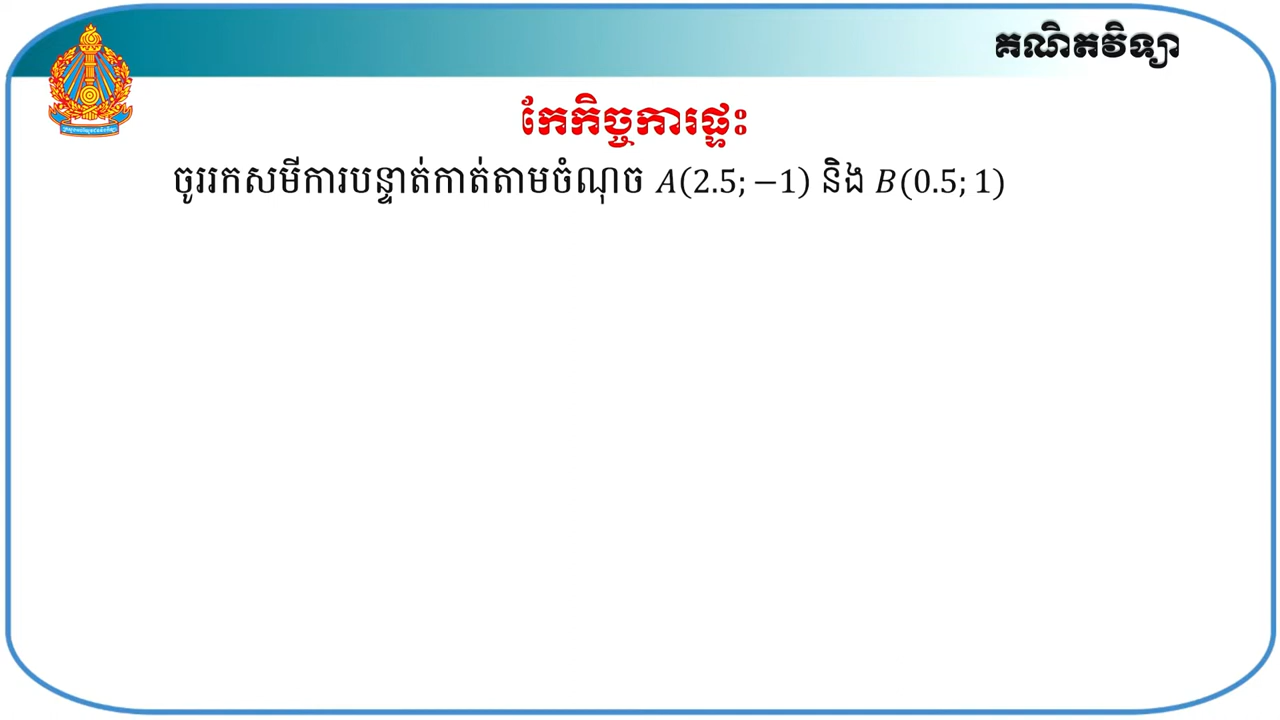 គណិតវិទ្យា
កែកិច្ចការផ្ទះ
ចូររកសមីការបន្ទាត់កាត់តាមចំណុច A(2.5; −1) និង B(0.5; 1)